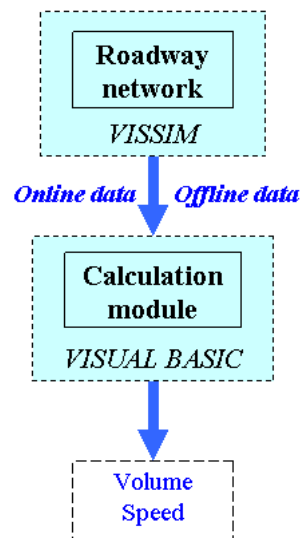 Roadway
network
VISSIM
Online data Offline data
Calculation
module
VISUAL BASIC
Volume
Speed